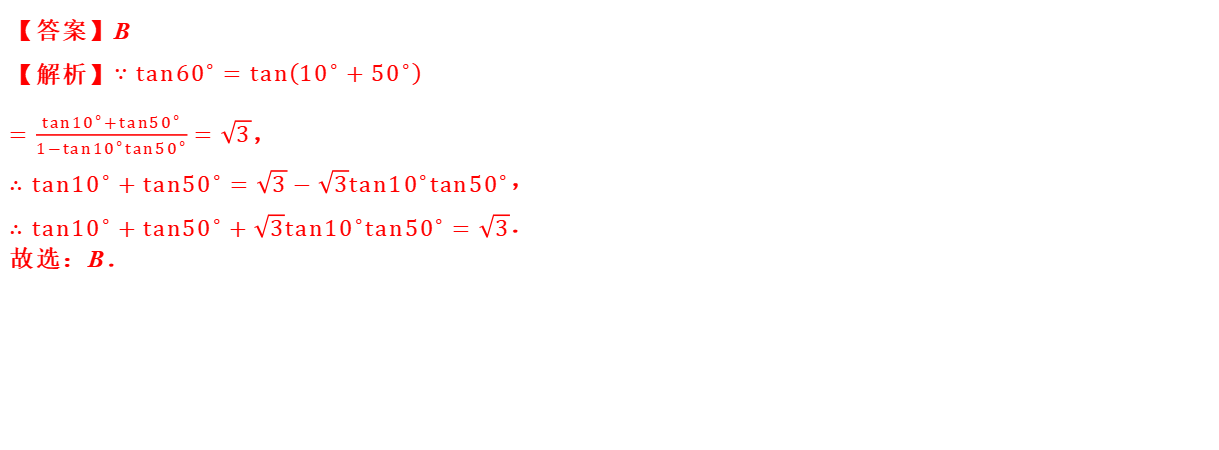 【答案】B
【解析】∵ tan60° = tan(10° + 50°)
= \frac{tan10°+tan50°}{1−tan10°tan50°} = √3，
∴ tan10° + tan50° = √3 − √3tan10°tan50°，
∴ tan10° + tan50° + √3tan10°tan50° = √3．
故选：B．